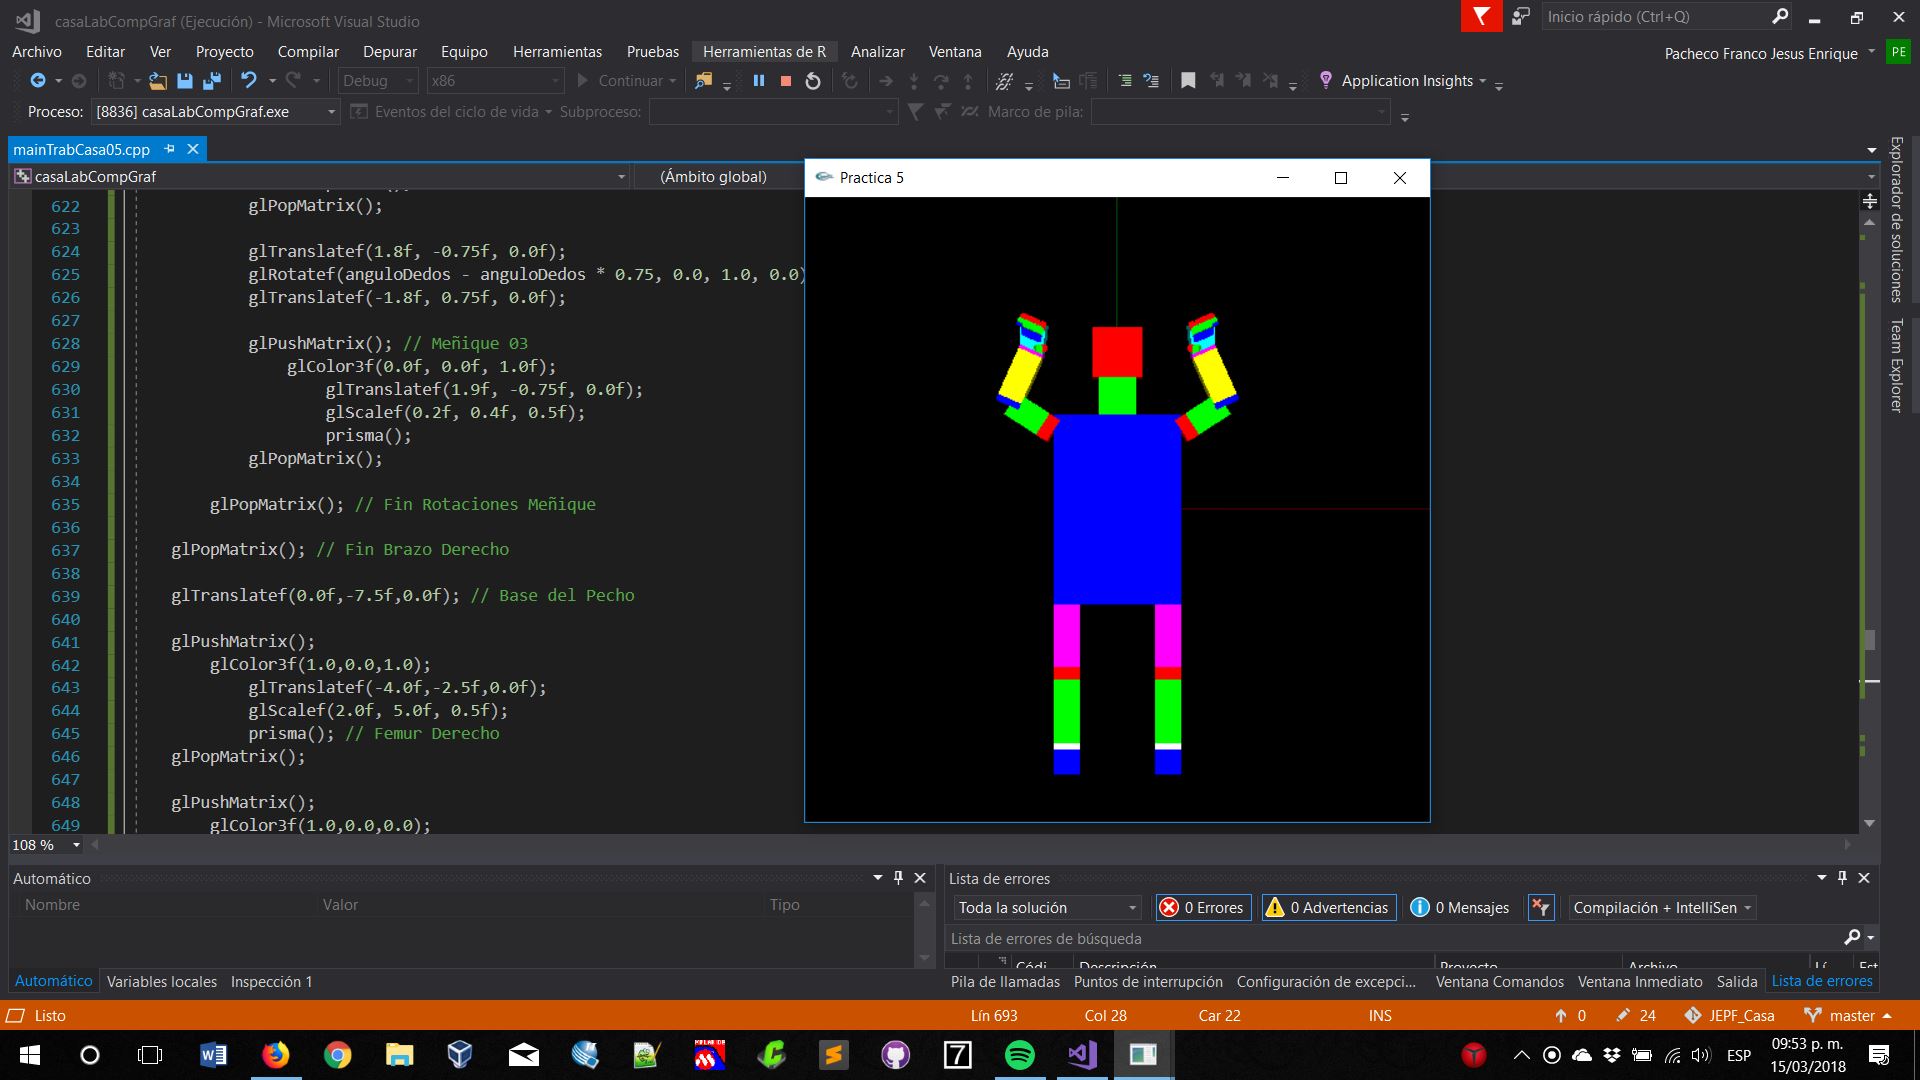 casaLabCompGraf (Ejecución) - Microsoft Visual Studio
Inicio rápido (Ctrl+Q)
Archivo Editar Ver Proyecto Compilar Depurar Equipo Herramientas Pruebas Herramientas de R Analizar Ventana Ayuda
Pacheco Franco Jesus Enrique PE
Debug x86 Continuar Application Insights
Proceso: [8836] casaLabCompGraf.exe Eventos del ciclo de vida Subproceso: Marco de pila:
mainTrabCasa05.cpp
casaLabCompGraf (Ámbito global)
Practica 5
622 glPopMatrix();
623
624 glTranslatef(1.8f, -0.75f, 0.0f);
625 glRotatef(anguloDedos - anguloDedos * 0.75, 0.0, 1.0, 0.0)
626 glTranslatef(-1.8f, 0.75f, 0.0f);
627
628 glPushMatrix(); // Meñique 03
629 glColor3f(0.0f, 0.0f, 1.0f);
630 glTranslatef(1.9f, -0.75f, 0.0f);
631 glScalef(0.2f, 0.4f, 0.5f);
632 prisma();
633 glPopMatrix();
634
635 glPopMatrix(); // Fin Rotaciones Meñique
636
637 glPopMatrix(); // Fin Brazo Derecho
638
639 glTranslatef(0.0f,-7.5f,0.0f); // Base del Pecho
640
641 glPushMatrix();
642 glColor3f(1.0,0.0,1.0);
643 glTranslatef(-4.0f,-2.5f,0.0f);
644 glScalef(2.0f, 5.0f, 0.5f);
645 prisma(); // Femur Derecho
646 glPopMatrix();
647
648 glPushMatrix();
649 glColor3f(1.0,0.0,0.0);
Explorador de soluciones
Team Explorer
108 %
Automático
Nombre Valor Tipo
Automático Variables locales Inspección 1
Lista de errores
Toda la solución 0 Errores 0 Advertencias 0 Mensajes Compilación + IntelliSen
Lista de errores de búsqueda
Códi Descripción Proyecto Archivo Lí Est
Pila de llamadas Puntos de interrupción Configuración de excepci... Ventana Comandos Ventana Inmediato Salida Lista de errores
Listo Lín 693 Col 28 Car 22 INS 0 24 JEPF_Casa master
ESP
09:53 p. m.
15/03/2018